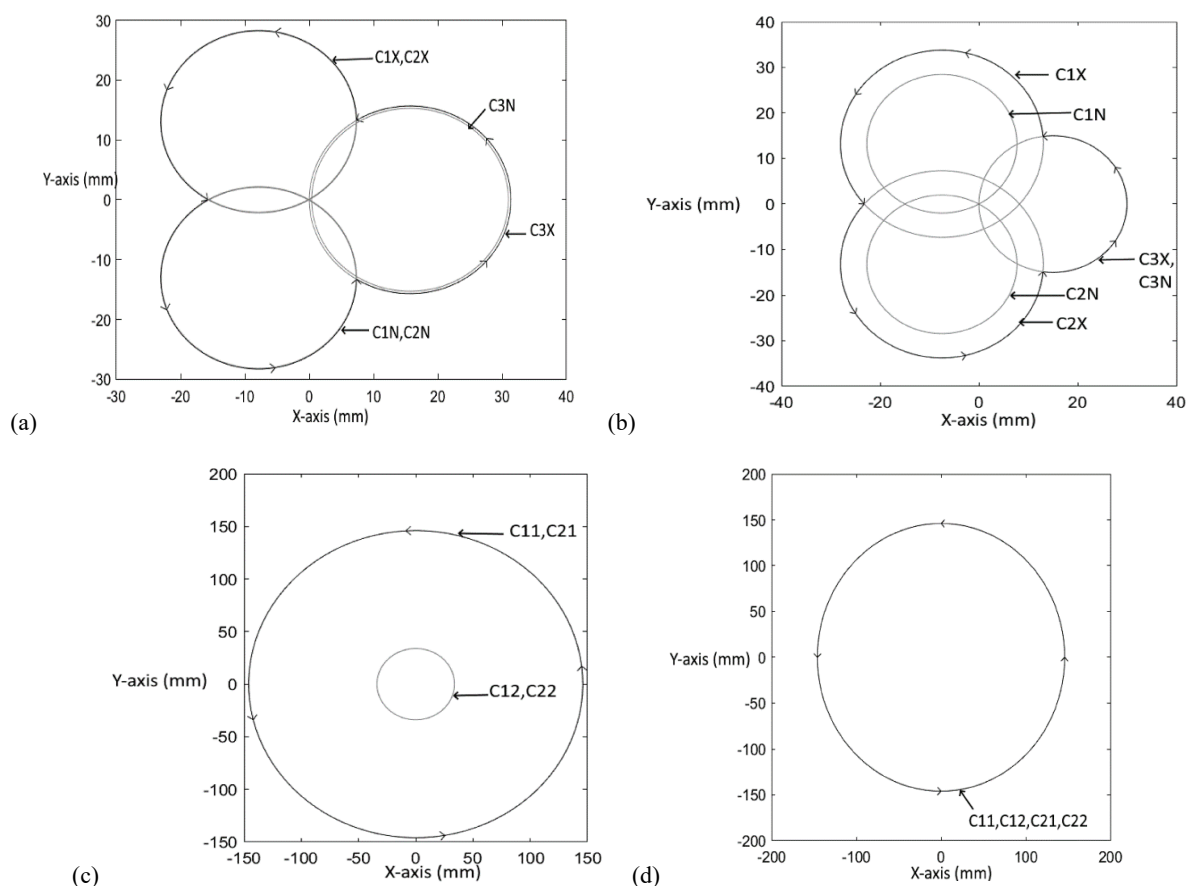 30
20
10
0
-10
-20
-30
-30
-20
-10
0
10
20
30
40
Y-axis (mm)
X-axis (mm)
C1X,C2X
C3N
C3X
C1N,C2N
(a)
40
30
20
10
0
-10
-20
-30
-40
-40
-20
0
20
40
Y-axis (mm)
X-axis (mm)
C1X
C1N
C3X,
C3N
C2N
C2X
(b)
200
150
100
50
0
-50
-100
-150
-150
-100
-50
0
50
100
150
Y-axis (mm)
X-axis (mm)
C11,C21
C12,C22
(c)
200
150
100
50
0
-50
-100
-150
-200
-200
-100
0
100
200
Y-axis (mm)
X-axis (mm)
C11,C12,C21,C22
(d)